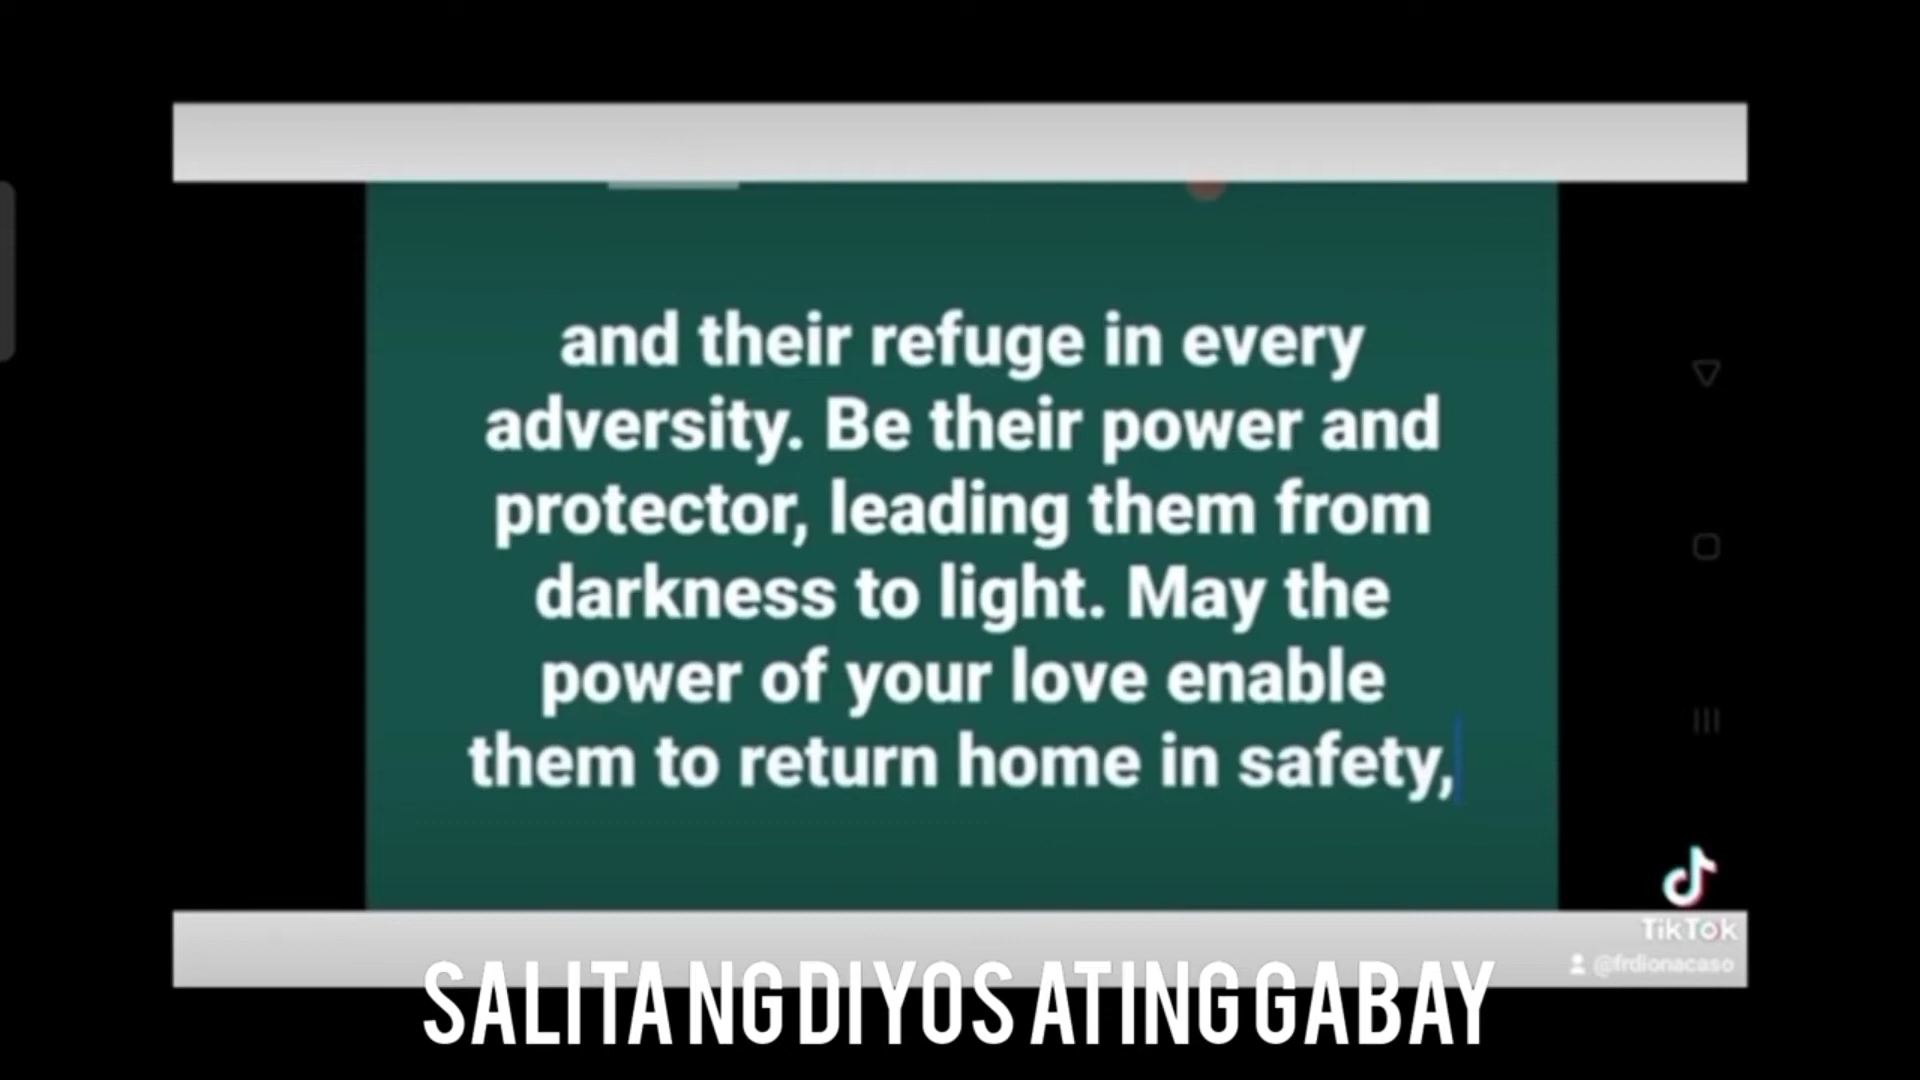 and their refuge in every
adversity. Be their power and
protector, leading them from
darkness to light. May the
power of your love enable
them to return home in safety,
TikTok
@frdionacaso
SALITA NG DIYOS ATING GABAY